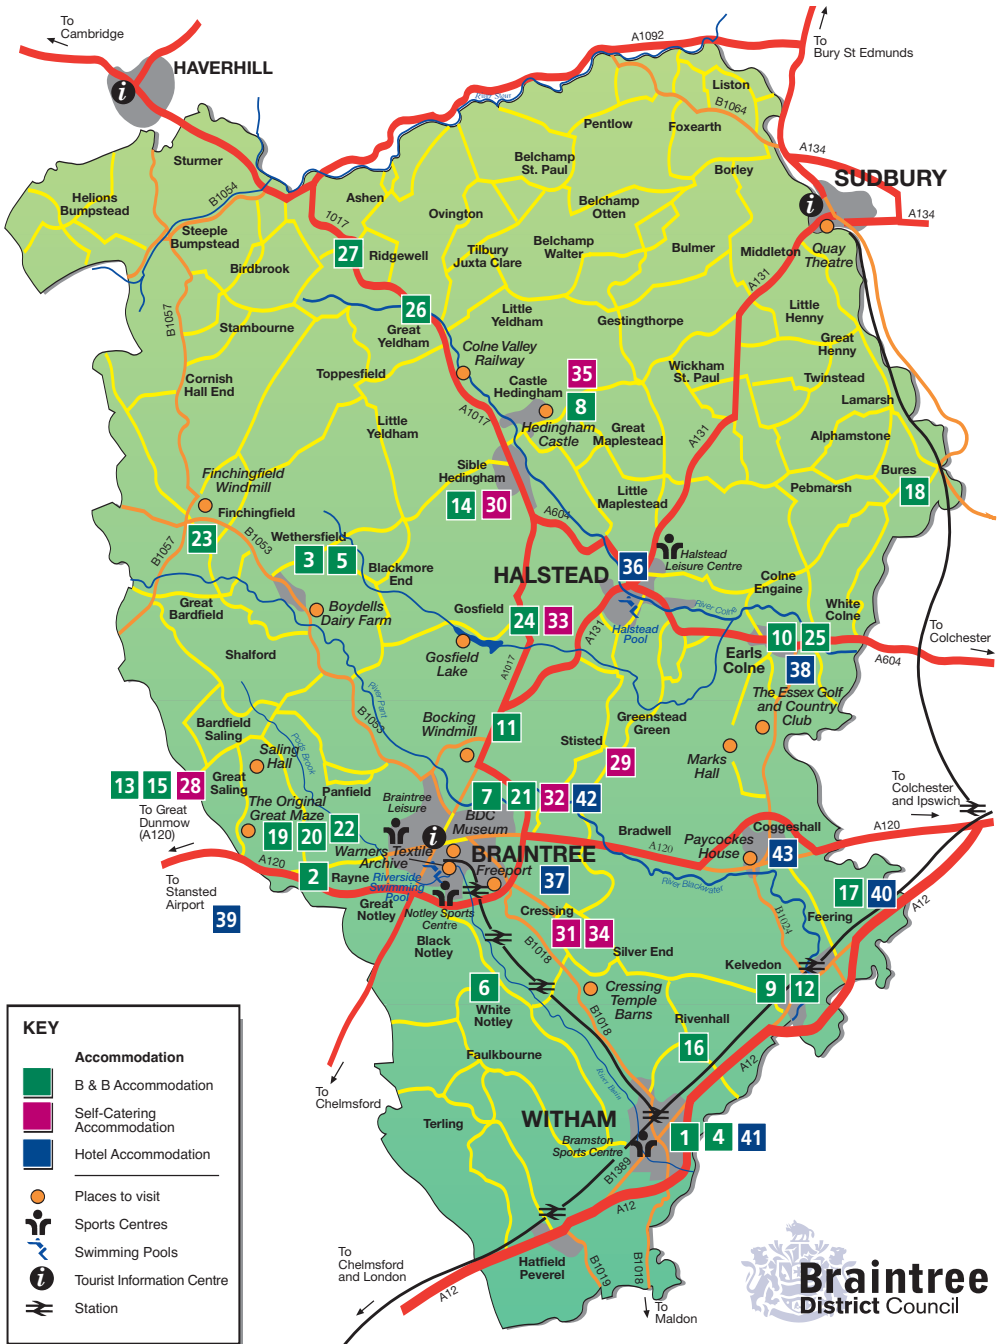 To
Cambridge
HAVERHILL
A1092
To
Bury St Edmunds
River Stour
Liston
B1064
Pentlow
Foxearth
A134
Sturmer
Belchamp
St. Paul
Borley
SUDBURY
Helions
Bumpstead
B1054
Ashen
1017
Ovington
Belchamp
Otten
A134
Steeple
Bumpstead
Birdbrook
27
Ridgewell
Tilbury
Juxta Clare
Belchamp
Walter
Bulmer
Middleton
Quay
Theatre
A131
B1057
26
Stambourne
Great
Yeldham
Little
Yeldham
Gestingthorpe
Little
Henny
Great
Henny
Colne Valley
Railway
Toppesfield
Cornish
Hall End
35
Castle
Hedingham
8
Wickham
St. Paul
Twinstead
Lamarsh
A1017
Little
Yeldham
Hedingham
Castle
Great
Maplestead
A131
Alphamstone
Finchingfield
Windmill
Sible
Hedingham
14
30
Little
Maplestead
Bures
18
Pebmarsh
Finchingfield
23
B1053
B1057
Wethersfield
3
5
A604
Blackmore
End
HALSTEAD
36
Halstead
Leisure Centre
Colne
Engaine
Great
Bardfield
Boydells
Dairy Farm
Gosfield
24
33
A131
Halstead
Pool
River Colne
White
Colne
To
Colchester
10
25
Earls
Colne
38
A604
Shalford
Gosfield
Lake
A1017
The Essex Golf
and Country
Club
River Pant
B1053
Bocking
Windmill
11
Greenstead
Green
Bardfield
Saling
Pods Brook
Saling
Hall
Stisted
29
Marks
Hall
13
15
28
Great
Saling
Panfield
To Great
Dunmow
(A120)
The Original
Great Maze
19
20
22
Braintree
Leisure
7
21
32
42
BDC
Museum
To
Colchester
and Ipswich
A120
Bradwell
A120
Coggeshall
Paycockes
House
43
Warners Textile
Archive
BRAINTREE
Freeport
A120
2
Rayne
Riverside
Swimming
Pool
37
River Blackwater
To
Stansted
Airport
39
Great
Notley
Notley Sports
Centre
Cressing
31
34
B1024
17
40
Feering
A12
Black
Notley
B1018
Silver End
Kelvedon
9
12
6
White
Notley
Cressing
Temple
Barns
Rivenhall
B1018
16
A12
Faulkbourne
River Brain
To
Chelmsford
Terling
WITHAM
Bramston
Sports Centre
1
4
41
B1389
A12
To
Chelmsford
and London
Hatfield
Peverel
B1019
B1018
A12
To
Maldon
KEY
Accommodation
B & B Accommodation
Self-Catering
Accommodation
Hotel Accommodation
Places to visit
Sports Centres
Swimming Pools
i
Tourist Information Centre
Station
Braintree
District Council